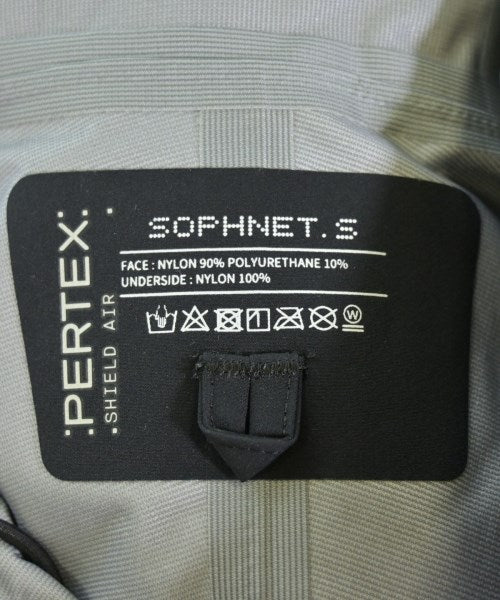 SOPHNET. S
FACE : NYLON 90% POLYURETHANE 10%
UNDERSIDE : NYLON 100%
W
PERTEX
SHIELD AIR